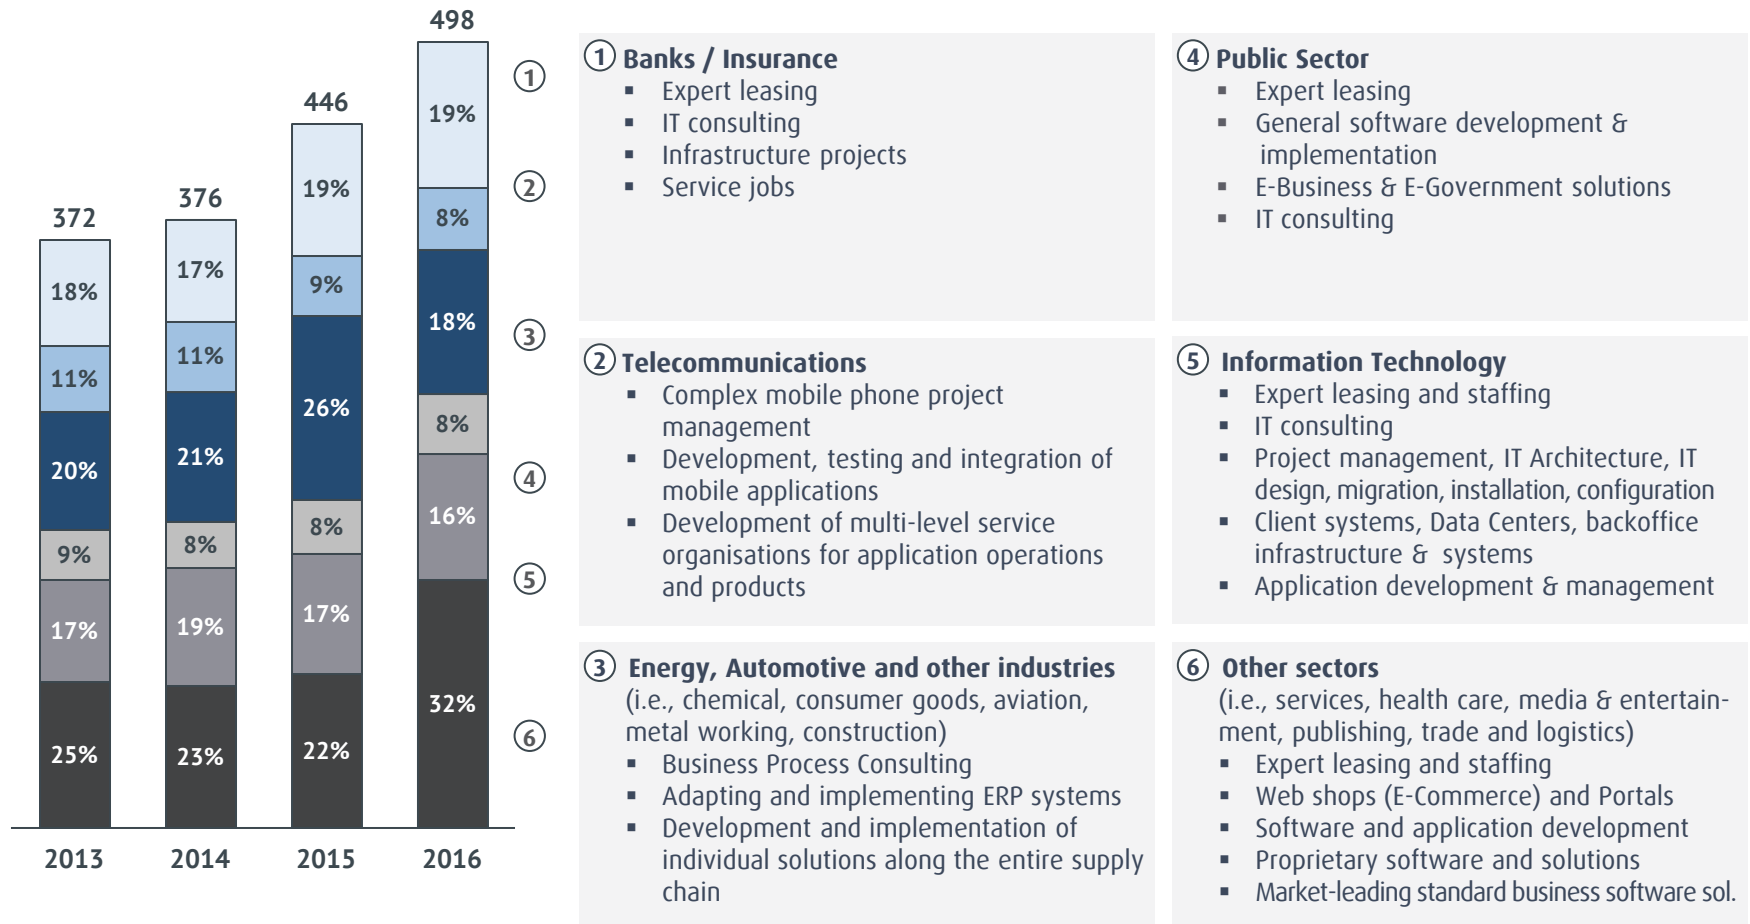 498
446
376
372
18%
11%
20%
9%
17%
25%
17%
11%
21%
8%
19%
23%
19%
9%
26%
8%
17%
22%
19%
8%
18%
8%
16%
32%
1
2
3
4
5
6
2013 2014 2015 2016
1 Banks / Insurance
▪ Expert leasing
▪ IT consulting
▪ Infrastructure projects
▪ Service jobs
2 Telecommunications
▪ Complex mobile phone project
management
▪ Development, testing and integration of
mobile applications
▪ Development of multi-level service
organisations for application operations
and products
3 Energy, Automotive and other industries
(i.e., chemical, consumer goods, aviation,
metal working, construction)
▪ Business Process Consulting
▪ Adapting and implementing ERP systems
▪ Development and implementation of
individual solutions along the entire supply
chain
4 Public Sector
▪ Expert leasing
▪ General software development &
implementation
▪ E-Business & E-Government solutions
▪ IT consulting
5 Information Technology
▪ Expert leasing and staffing
▪ IT consulting
▪ Project management, IT Architecture, IT
design, migration, installation, configuration
▪ Client systems, Data Centers, backoffice
infrastructure & systems
▪ Application development & management
6 Other sectors
(i.e., services, health care, media & entertain-
ment, publishing, trade and logistics)
▪ Expert leasing and staffing
▪ Web shops (E-Commerce) and Portals
▪ Software and application development
▪ Proprietary software and solutions
▪ Market-leading standard business software sol.